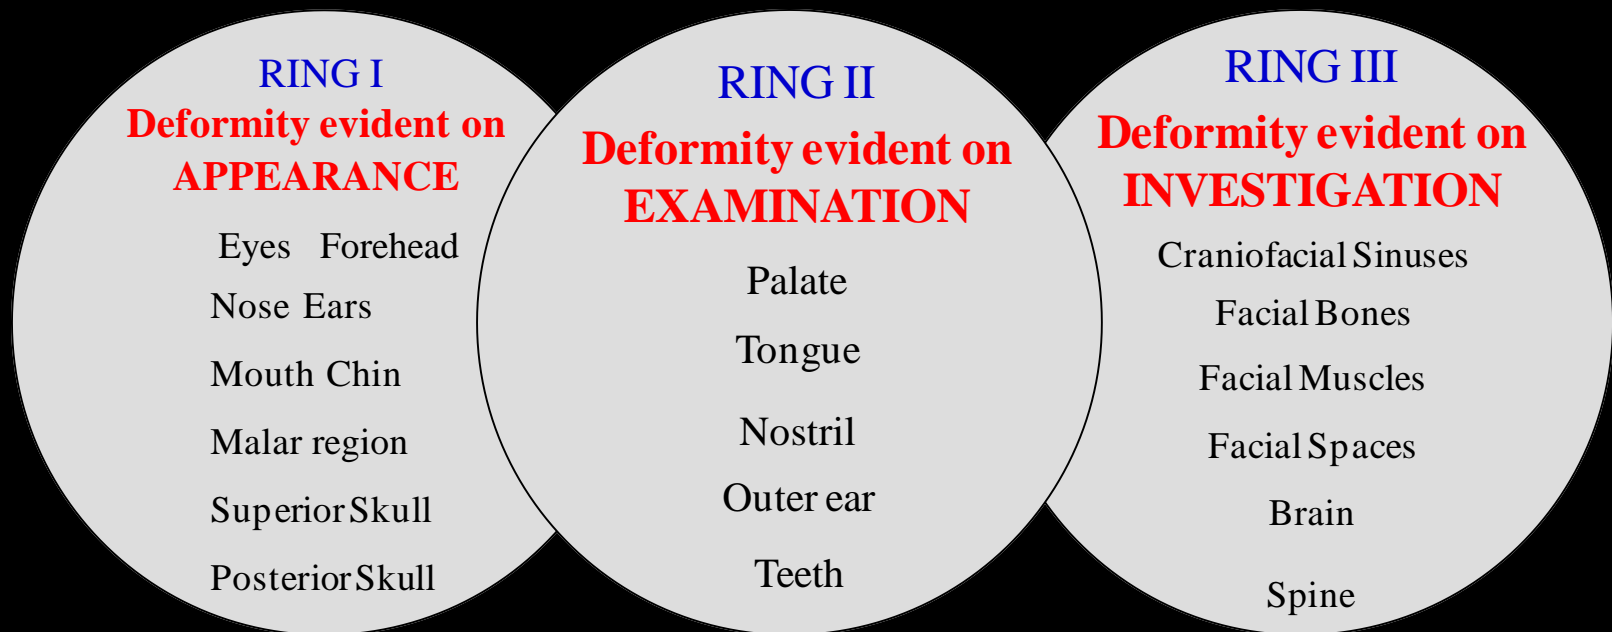 RING I
Deformity evident on
APPEARANCE
Eyes Forehead
Nose Ears
Mouth Chin
Malar region
Superior Skull
Posterior Skull
RING II
Deformity evident on
EXAMINATION
Palate
Tongue
Nostril
Outer ear
Teeth
RING III
Deformity evident on
INVESTIGATION
Craniofacial Sinuses
Facial Bones
Facial Muscles
Facial Spaces
Brain
Spine